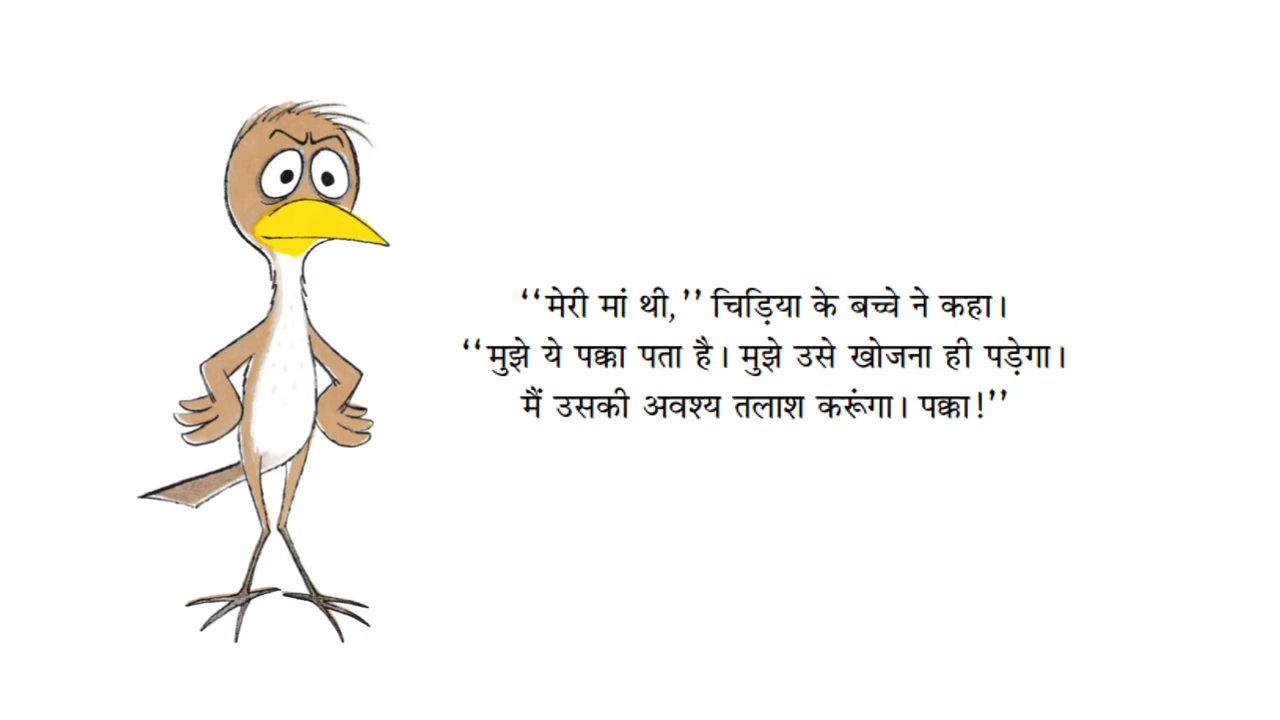 ‘‘मेरी मां थी,’’ चिड़िया के बच्चे ने कहा।
‘‘मुझे ये पक्का पता है। मुझे उसे खोजना ही पड़ेगा।
मैं उसकी अवश्य तलाश करूंगा। पक्का!’’